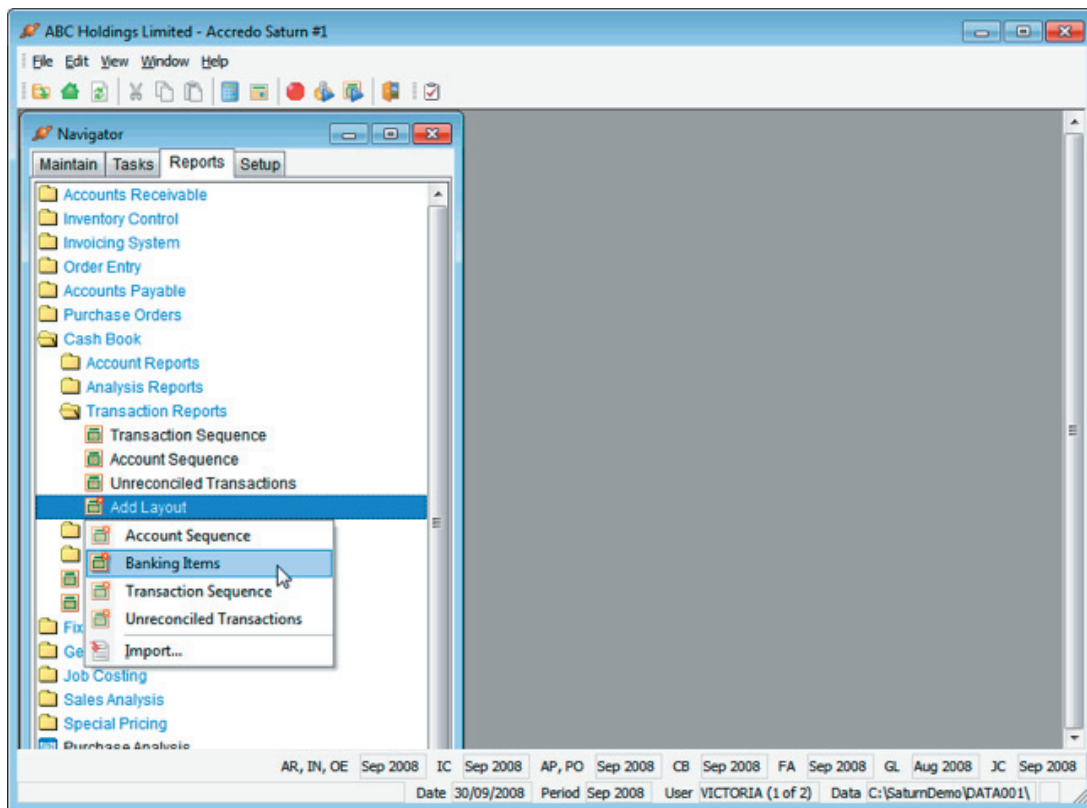 ABC Holdings Limited - Accredo Saturn #1
File Edit View Window Help
Navigator
Maintain Tasks Reports Setup
Accounts Receivable
Inventory Control
Invoicing System
Order Entry
Accounts Payable
Purchase Orders
Cash Book
Account Reports
Analysis Reports
Transaction Reports
Transaction Sequence
Account Sequence
Unreconciled Transactions
Add Layout
Account Sequence
Banking Items
Transaction Sequence
Unreconciled Transactions
Fix
Ge
Import...
Job Costing
Sales Analysis
Special Pricing
Purchase Analysis
AR, IN, OE Sep 2008 IC Sep 2008 AP, PO Sep 2008 CB Sep 2008 FA Sep 2008 GL Aug 2008 JC Sep 2008
Date 30/09/2008 Period Sep 2008 User VICTORIA (1 of 2) Data C:\SaturnDemo\DATA001\